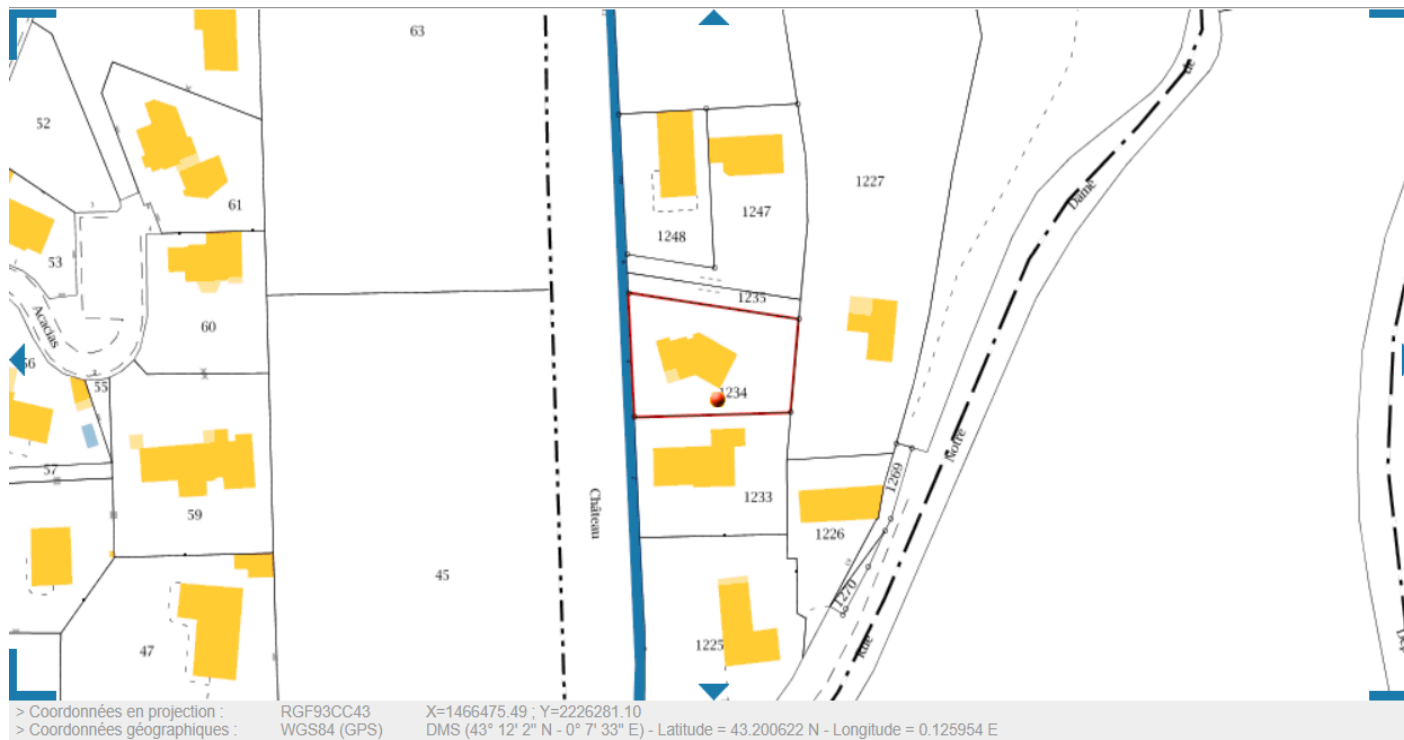 63
52
61
1248
1247
1227
de
Dame
53
60
1235
Acacias
56
55
1234
57
59
Château
1233
1269
Notre
1226
45
1270
47
1225
Rue
> Coordonnées en projection : RGF93CC43 X=1466475.49 ; Y=2226281.10
> Coordonnées géographiques : WGS84 (GPS) DMS (43° 12' 2" N - 0° 7' 33" E) - Latitude = 43.200622 N - Longitude = 0.125954 E